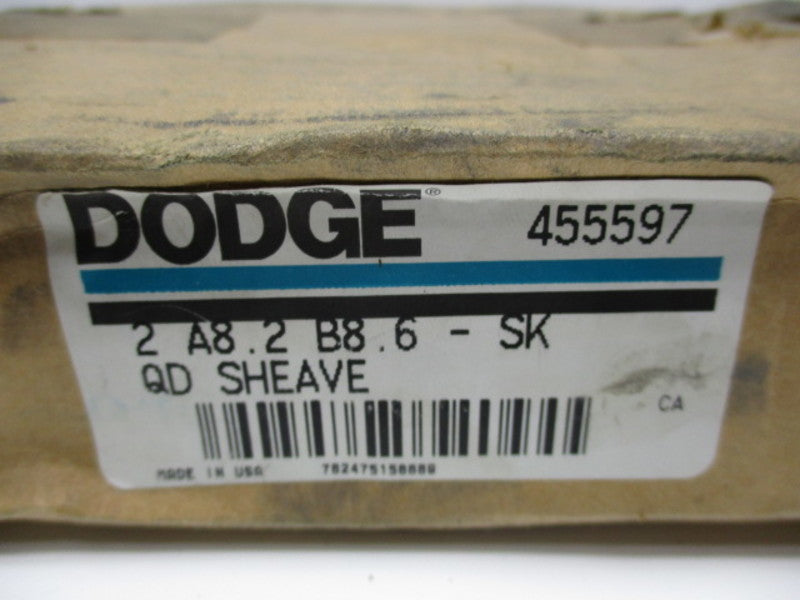 DODGE® 455597
2 A8.2 B8.6 - SK
QD SHEAVE
CA
MADE IN USA 782475158889